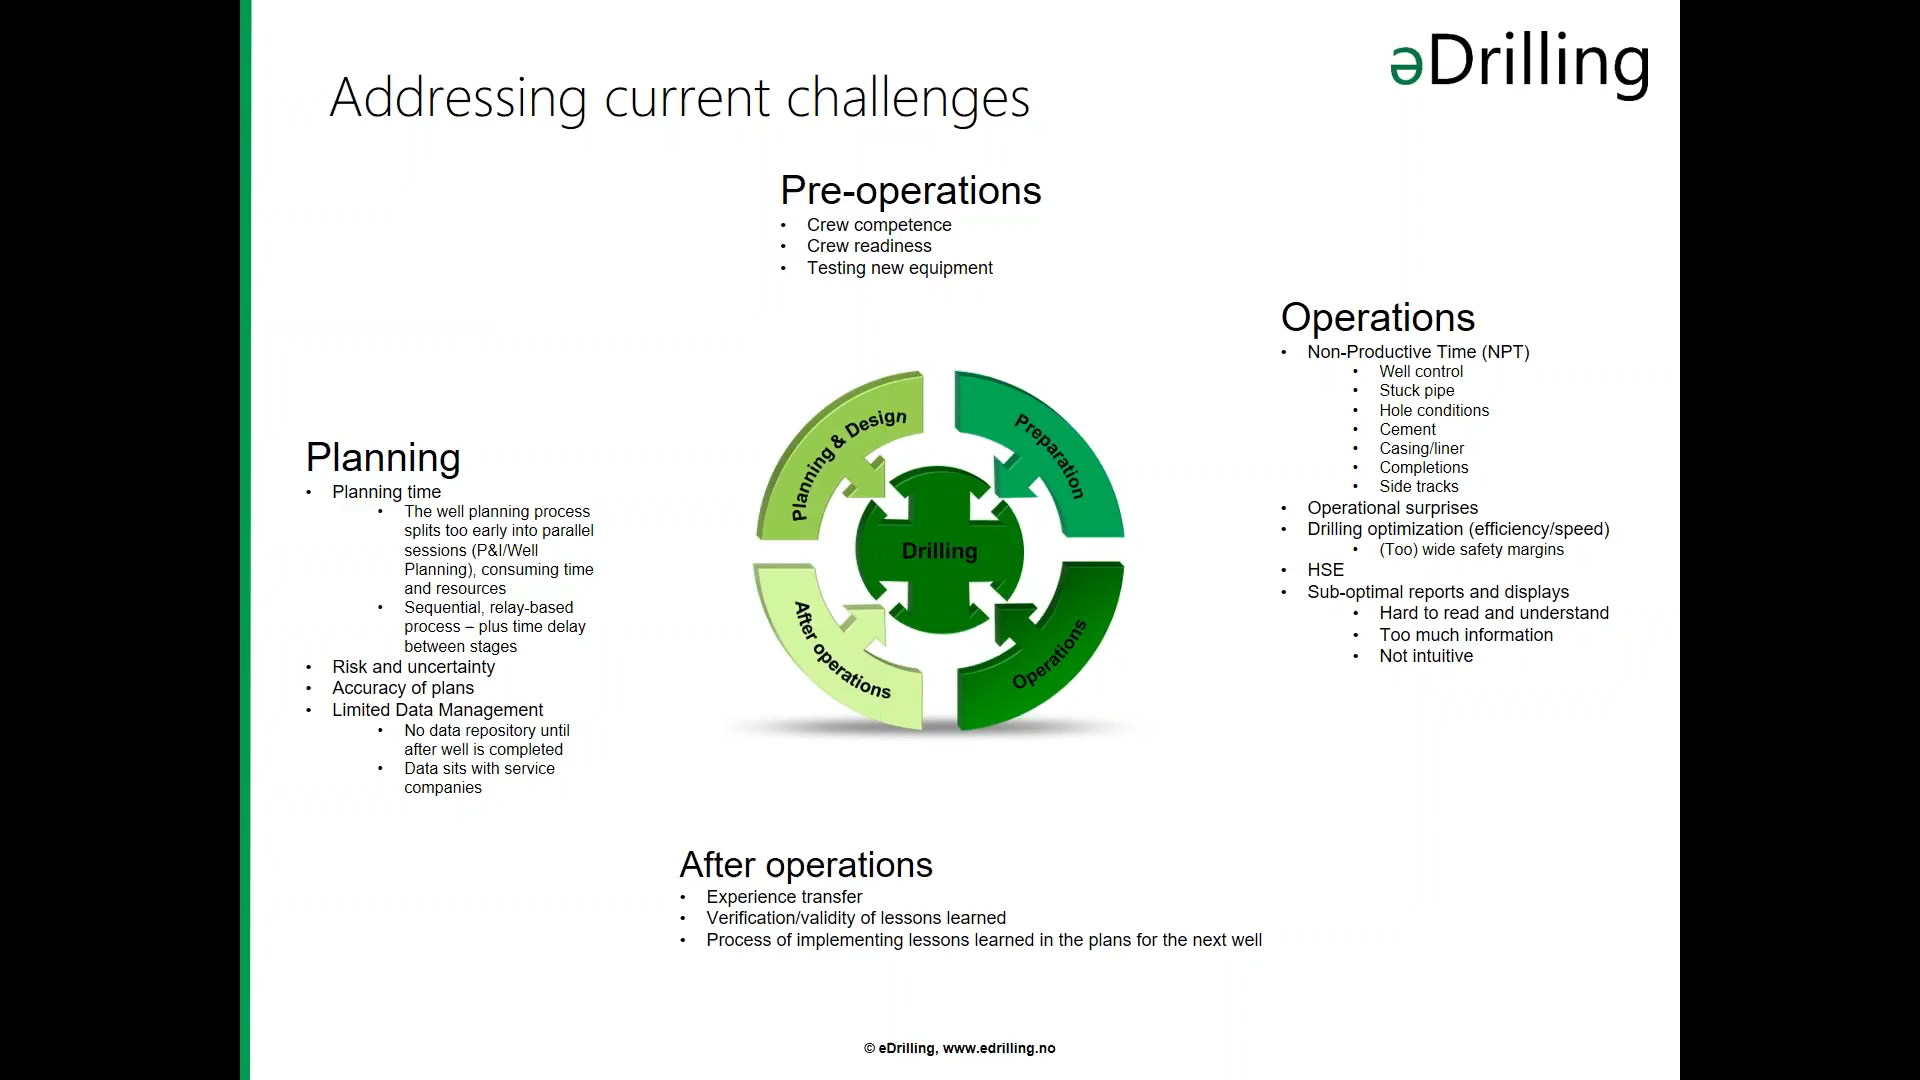 əDrilling
Addressing current challenges
Pre-operations
• Crew competence
• Crew readiness
• Testing new equipment
Operations
• Non-Productive Time (NPT)
• Well control
• Stuck pipe
• Hole conditions
• Cement
• Casing/liner
• Completions
• Side tracks
• Operational surprises
• Drilling optimization (efficiency/speed)
• (Too) wide safety margins
• HSE
• Sub-optimal reports and displays
• Hard to read and understand
• Too much information
• Not intuitive
Planning
• Planning time
• The well planning process
splits too early into parallel
sessions (P&I/Well
Planning), consuming time
and resources
• Sequential, relay-based
process – plus time delay
between stages
• Risk and uncertainty
• Accuracy of plans
• Limited Data Management
• No data repository until
after well is completed
• Data sits with service
companies
Planning & Design
Preparation
Drilling
After operations
Operations
After operations
• Experience transfer
• Verification/validity of lessons learned
• Process of implementing lessons learned in the plans for the next well
© eDrilling, www.edrilling.no